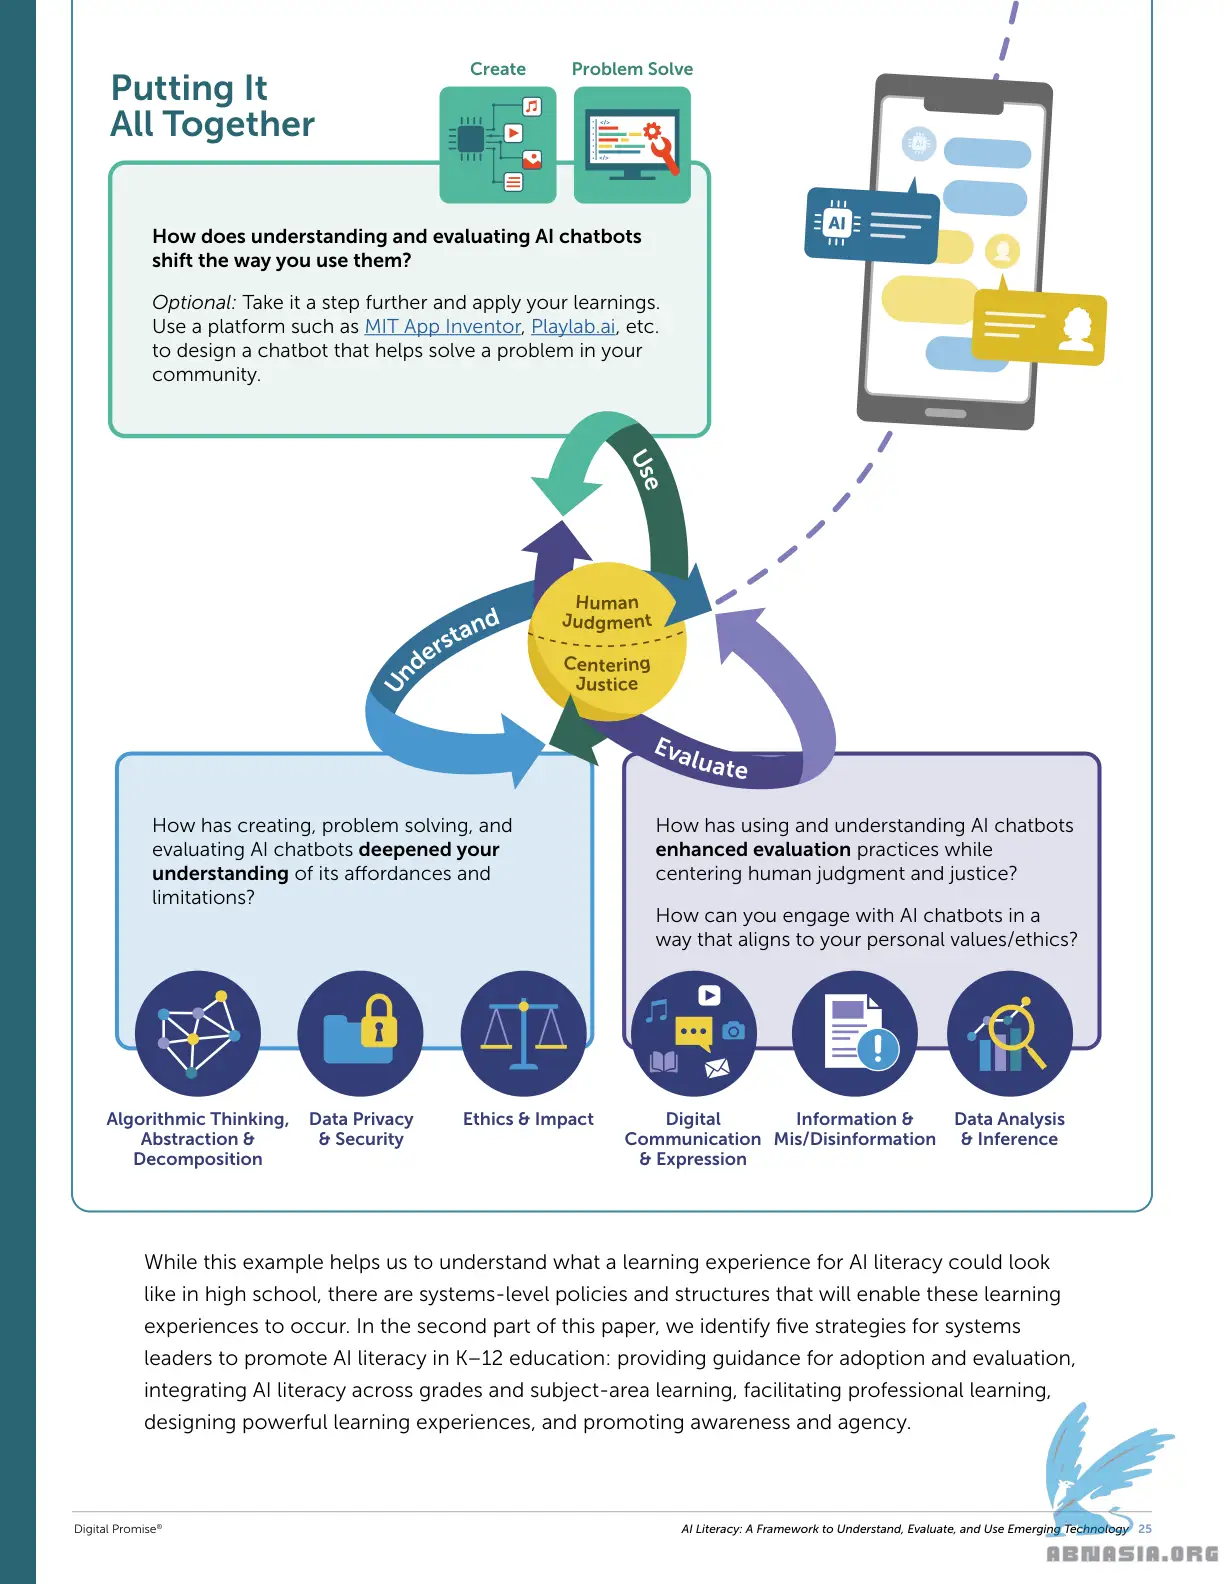 Putting It
All Together
Create
Problem Solve
How does understanding and evaluating AI chatbots
shift the way you use them?
Optional: Take it a step further and apply your learnings.
Use a platform such as MIT App Inventor, Playlab.ai, etc.
to design a chatbot that helps solve a problem in your
community.
AI
AI
Use
Understand
Evaluate
Human
Judgment
Centering
Justice
How has creating, problem solving, and
evaluating AI chatbots deepened your
understanding of its affordances and
limitations?
How has using and understanding AI chatbots
enhanced evaluation practices while
centering human judgment and justice?
How can you engage with AI chatbots in a
way that aligns to your personal values/ethics?
Algorithmic Thinking,
Abstraction &
Decomposition
Data Privacy
& Security
Ethics & Impact
Digital
Communication
& Expression
Information &
Mis/Disinformation
Data Analysis
& Inference
While this example helps us to understand what a learning experience for AI literacy could look
like in high school, there are systems-level policies and structures that will enable these learning
experiences to occur. In the second part of this paper, we identify five strategies for systems
leaders to promote AI literacy in K–12 education: providing guidance for adoption and evaluation,
integrating AI literacy across grades and subject-area learning, facilitating professional learning,
designing powerful learning experiences, and promoting awareness and agency.
Digital Promise®
AI Literacy: A Framework to Understand, Evaluate, and Use Emerging Technology 25
ABNASIA.ORG